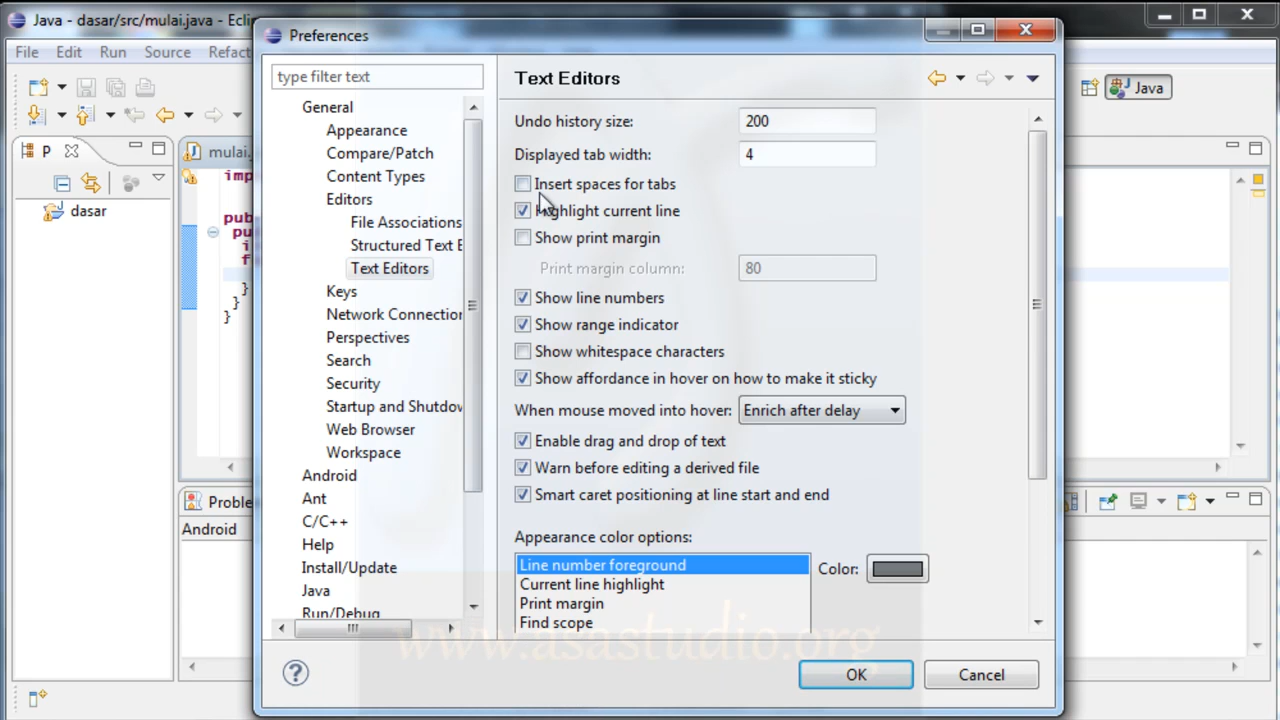 Java - dasar/src/mulai.java - Eclip
File Edit Run Source Refact
Java
P
mulai.
dasar
imp
pub
pu
i
f
}
}
}
Proble
Android
Preferences
type filter text
General
Appearance
Compare/Patch
Content Types
Editors
File Associations
Structured Text E
Text Editors
Keys
Network Connection
Perspectives
Search
Security
Startup and Shutdov
Web Browser
Workspace
Android
Ant
C/C++
Help
Install/Update
Java
Run/Debug
Text Editors
Undo history size: 200
Displayed tab width: 4
Insert spaces for tabs
Highlight current line
Show print margin
Print margin column: 80
Show line numbers
Show range indicator
Show whitespace characters
Show affordance in hover on how to make it sticky
When mouse moved into hover: Enrich after delay
Enable drag and drop of text
Warn before editing a derived file
Smart caret positioning at line start and end
Appearance color options:
Line number foreground
Current line highlight
Print margin
Find scope
Color:
www.asastudio.org
OK Cancel